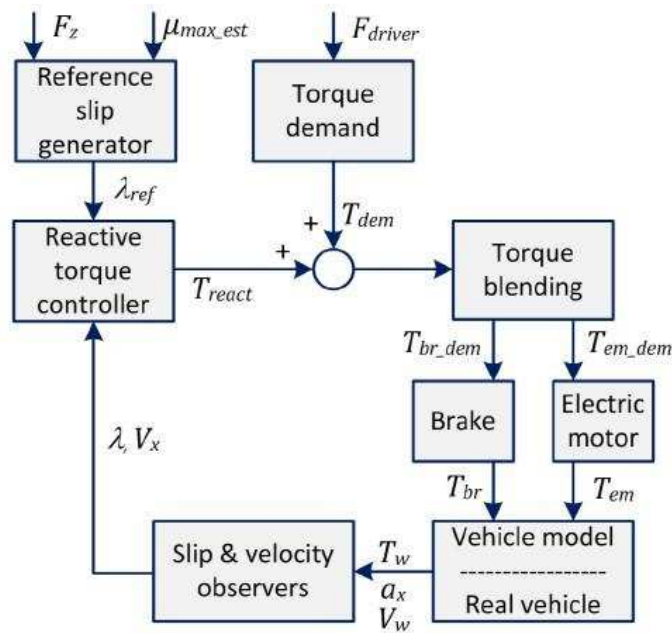 F_z
μ_max_est
F_driver
Reference
slip
generator
Torque
demand
λ_ref
T_dem
+
+
Reactive
torque
controller
T_react
Torque
blending
T_br_dem
T_em_dem
λ, V_x
Brake
Electric
motor
T_br
T_em
Slip & velocity
observers
T_w
a_x
V_w
Vehicle model
-----------------
Real vehicle